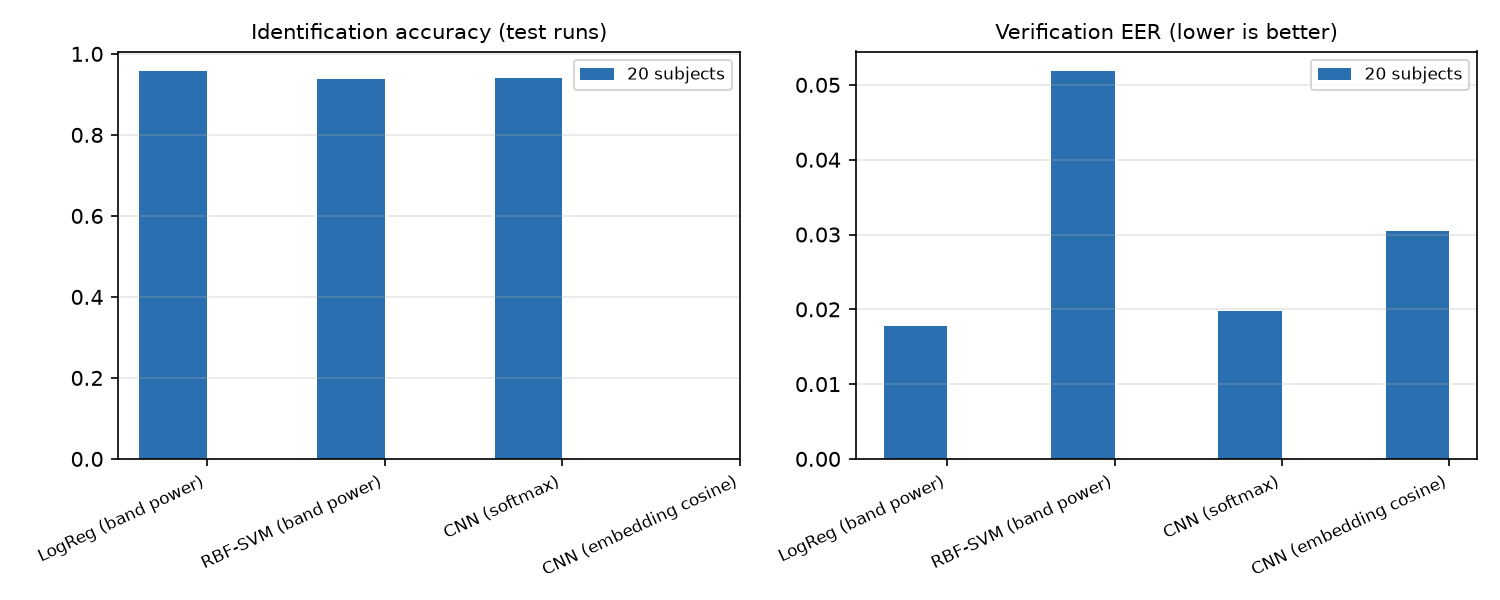 Identification accuracy (test runs)
1.0
0.8
0.6
0.4
0.2
0.0
20 subjects
LogReg (band power)
RBF-SVM (band power)
CNN (softmax)
CNN (embedding cosine)
Verification EER (lower is better)
0.05
0.04
0.03
0.02
0.01
0.00
20 subjects
LogReg (band power)
RBF-SVM (band power)
CNN (softmax)
CNN (embedding cosine)